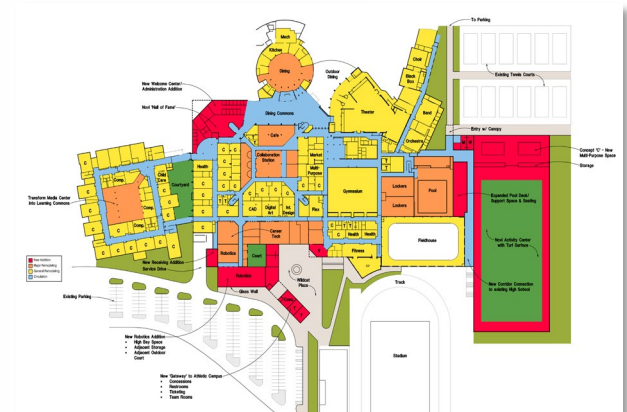 To Parking
Mech
Kitchen
Dining
Outdoor
Dining
Choir
Black
Box
Existing Tennis Courts
New Welcome Center/
Administration Addition
Next 'Hall of Fame'
Dining Commons
Theater
Band
Orchestra
Entry w/ Canopy
Concept 'C' - New
Multi-Purpose Space
Storage
Cafe
Collaboration
Station
Market
Multi-
Purpose
Health
Courtyard
Child
Care
Comp.
Comp.
Transform Media Center
Into Learning Commons
Gymnasium
Lockers
Lockers
Pool
Expanded Pool Deck/
Support Space & Seating
CAD
Digital
Art
Int.
Design
Flex
Next Activity Center
with Turf Surface
Career
Tech
Health
Health
Fitness
Fieldhouse
Robotics
Court
New Receiving Addition
Service Drive
Robotics
Glass Wall
Wildcat
Place
Track
New Corridor Connection
to existing High School
New Addition
Major Remodeling
General Remodeling
Circulation
Existing Parking
New Robotics Addition
• High Bay Space
• Adjacent Storage
• Adjacent Outdoor
Court
Stadium
New 'Gateway' to Athletic Campus
• Concessions
• Restrooms
• Ticketing
• Team Rooms